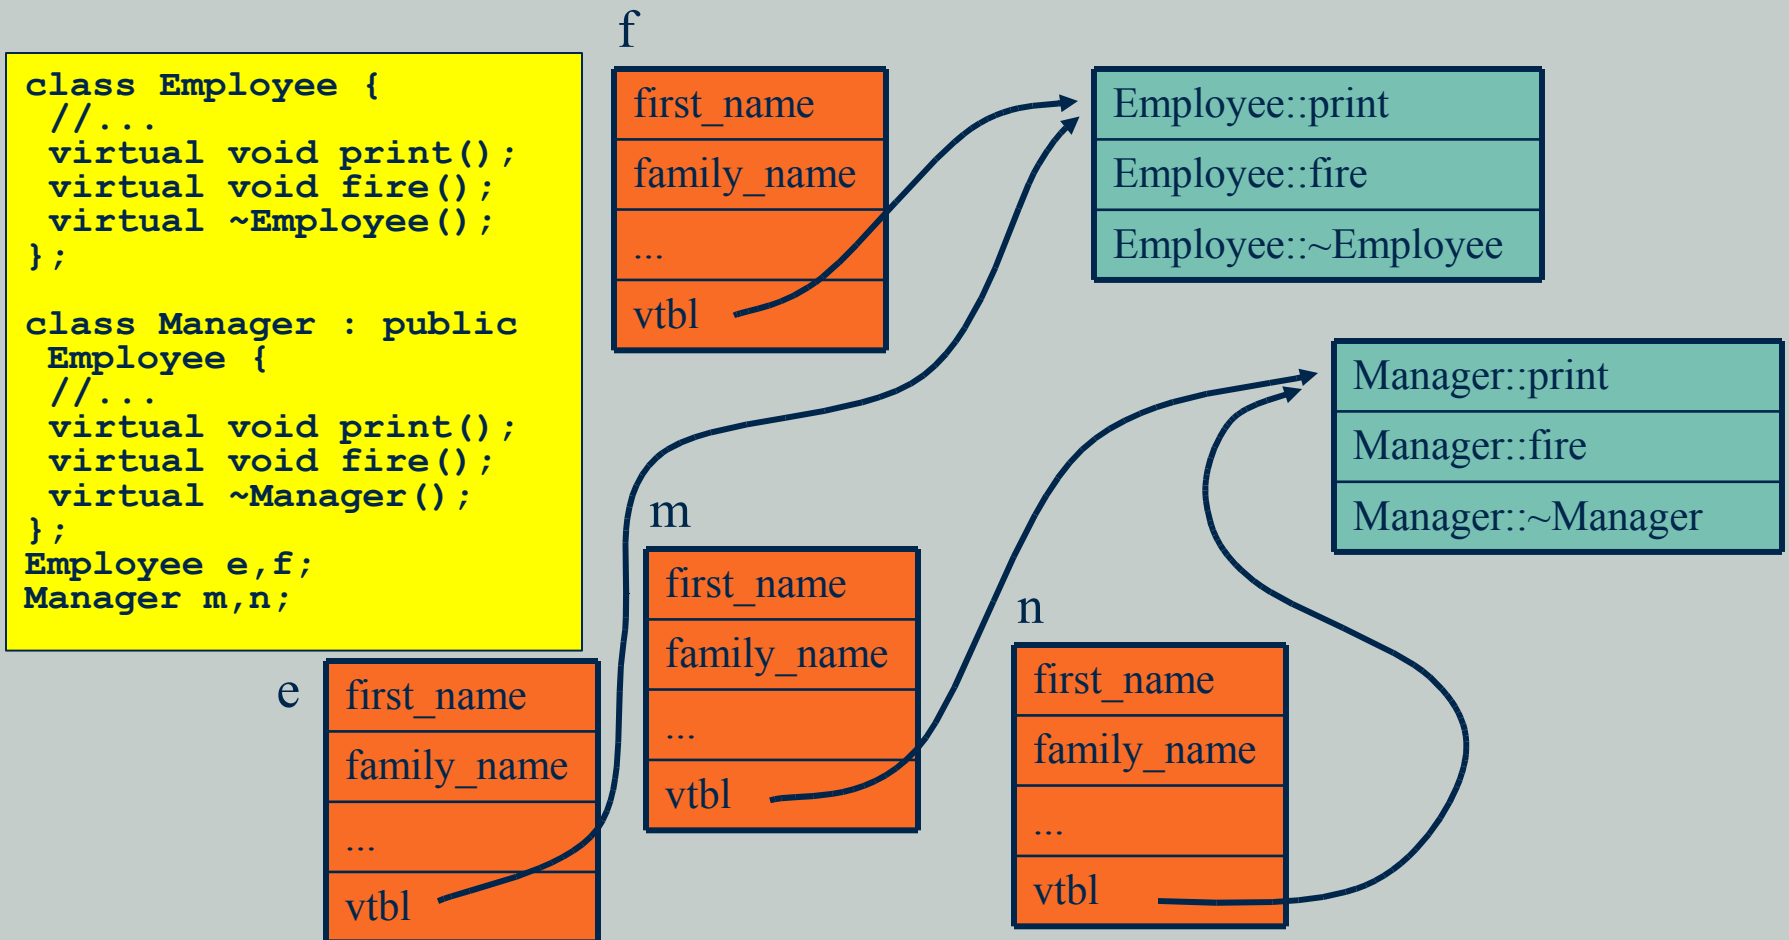 class Employee {
//...
virtual void print();
virtual void fire();
virtual ~Employee();
};
class Manager : public
Employee {
//...
virtual void print();
virtual void fire();
virtual ~Manager();
};
Employee e,f;
Manager m,n;
f
first_name
family_name
...
vtbl
Employee::print
Employee::fire
Employee::~Employee
Manager::print
Manager::fire
Manager::~Manager
m
first_name
family_name
...
vtbl
n
first_name
family_name
...
vtbl
e
first_name
family_name
...
vtbl